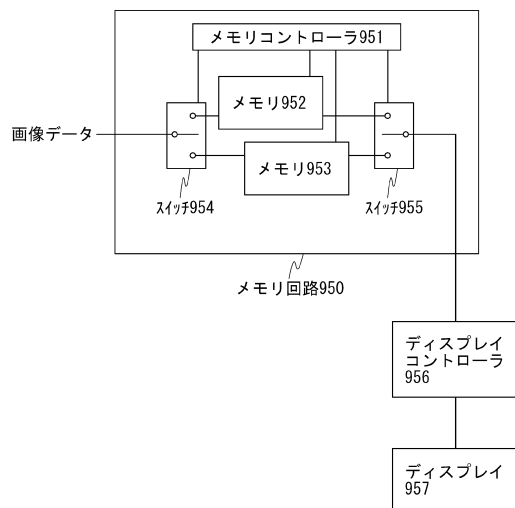 メモリコントローラ951
メモリ952
画像データ
メモリ953
スイッチ954
スイッチ955
メモリ回路950
ディスプレイ
コントローラ
956
ディスプレイ
957